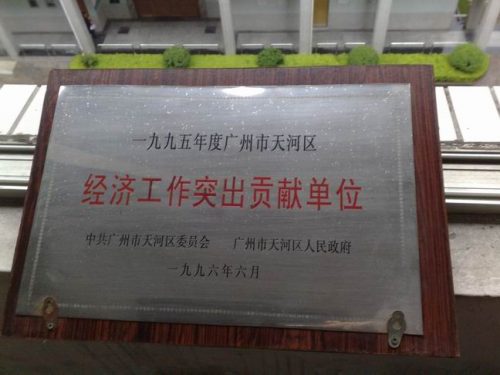 一九九五年度广州市天河区
经济工作突出贡献单位
中共广州市天河区委员会 广州市天河区人民政府
一九九六年六月